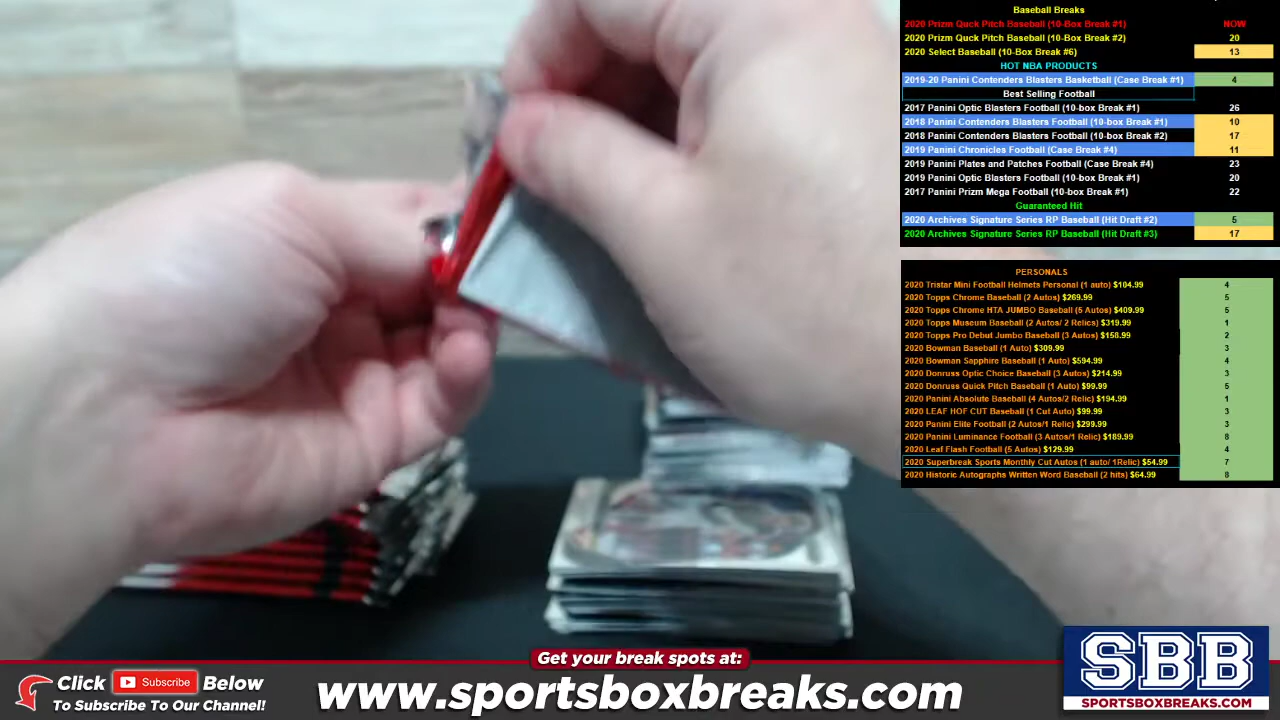 Baseball Breaks
2020 Prizm Quck Pitch Baseball (10-Box Break #1) NOW
2020 Prizm Quck Pitch Baseball (10-Box Break #2) 20
2020 Select Baseball (10-Box Break #6) 13
HOT NBA PRODUCTS
2019-20 Panini Contenders Blasters Basketball (Case Break #1) 4
Best Selling Football
2017 Panini Optic Blasters Football (10-box Break #1) 26
2018 Panini Contenders Blasters Football (10-box Break #1) 10
2018 Panini Contenders Blasters Football (10-box Break #2) 17
2019 Panini Chronicles Football (Case Break #4) 11
2019 Panini Plates and Patches Football (Case Break #4) 23
2019 Panini Optic Blasters Football (10-box Break #1) 20
2017 Panini Prizm Mega Football (10-box Break #1) 22
Guaranteed Hit
2020 Archives Signature Series RP Baseball (Hit Draft #2) 5
2020 Archives Signature Series RP Baseball (Hit Draft #3) 17
PERSONALS
2020 Tristar Mini Football Helmets Personal (1 auto) $104.99 4
2020 Topps Chrome Baseball (2 Autos) $269.99 5
2020 Topps Chrome HTA JUMBO Baseball (5 Autos) $409.99 5
2020 Topps Museum Baseball (2 Autos/ 2 Relics) $319.99 1
2020 Topps Pro Debut Jumbo Baseball (3 Autos) $158.99 2
2020 Bowman Baseball (1 Auto) $309.99 3
2020 Bowman Sapphire Baseball (1 Auto) $594.99 4
2020 Donruss Optic Choice Baseball (3 Autos) $214.99 3
2020 Donruss Quick Pitch Baseball (1 Auto) $99.99 5
2020 Panini Absolute Baseball (4 Autos/2 Relic) $194.99 1
2020 LEAF HOF CUT Baseball (1 Cut Auto) $99.99 3
2020 Panini Elite Football (2 Autos/1 Relic) $299.99 3
2020 Panini Luminance Football (3 Autos/1 Relic) $189.99 8
2020 Leaf Flash Football (5 Autos) $129.99 4
2020 Superbreak Sports Monthly Cut Autos (1 auto/ 1Relic) $54.99 7
2020 Historic Autographs Written Word Baseball (2 hits) $64.99 8
Get your break spots at:
Click Subscribe Below
To Subscribe To Our Channel!
www.sportsboxbreaks.com
SBB
SPORTSBOXBREAKS.COM